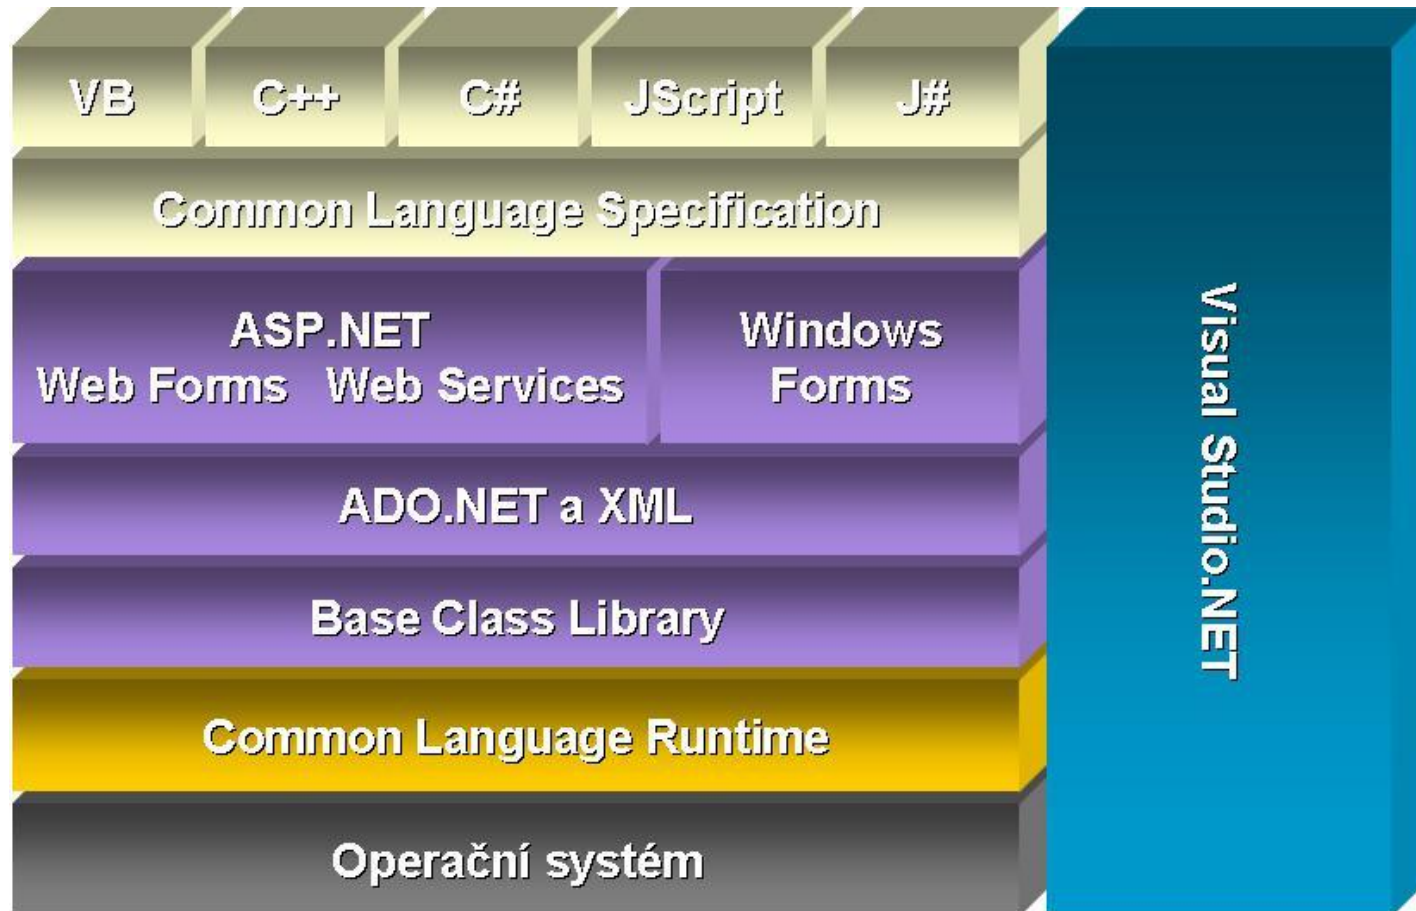 VB
C++
C#
JScript
J#
Common Language Specification
ASP.NET
Web Forms Web Services
Windows
Forms
ADO.NET a XML
Base Class Library
Common Language Runtime
Operační systém
Visual Studio.NET